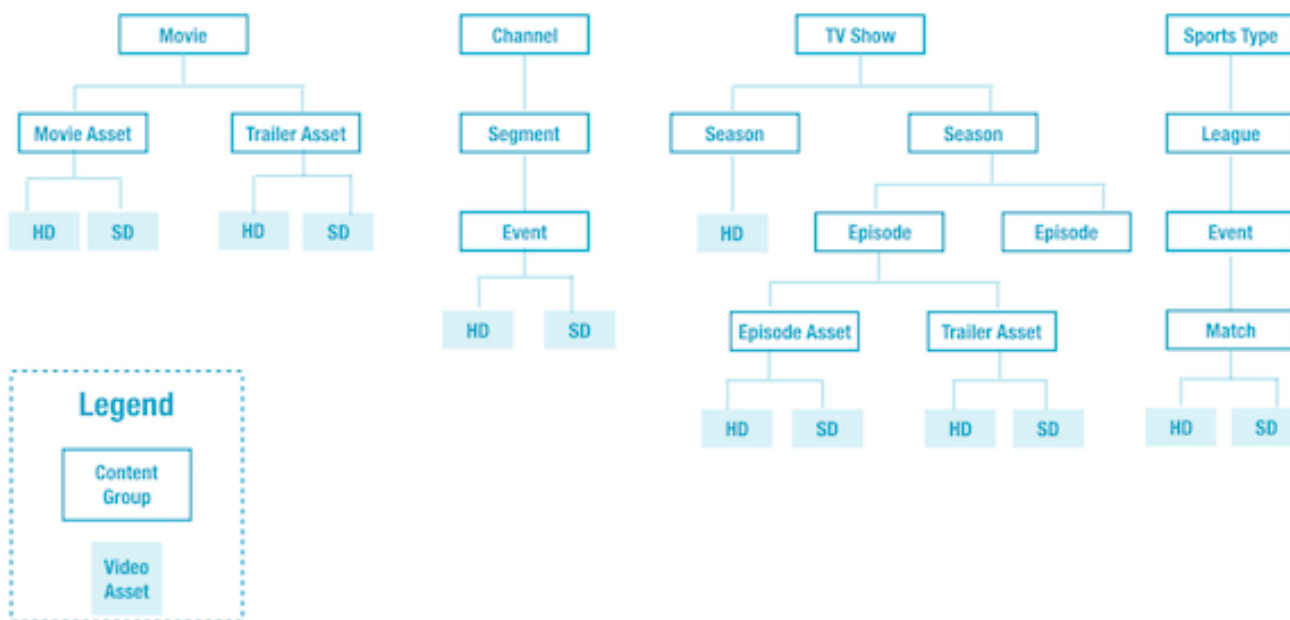 Movie
Channel
TV Show
Sports Type
Movie Asset
Trailer Asset
Segment
Season
Season
League
HD
SD
HD
SD
Event
HD
Episode
Episode
Event
HD
SD
Episode Asset
Trailer Asset
Match
HD
SD
HD
SD
HD
SD
Legend
Content
Group
Video
Asset